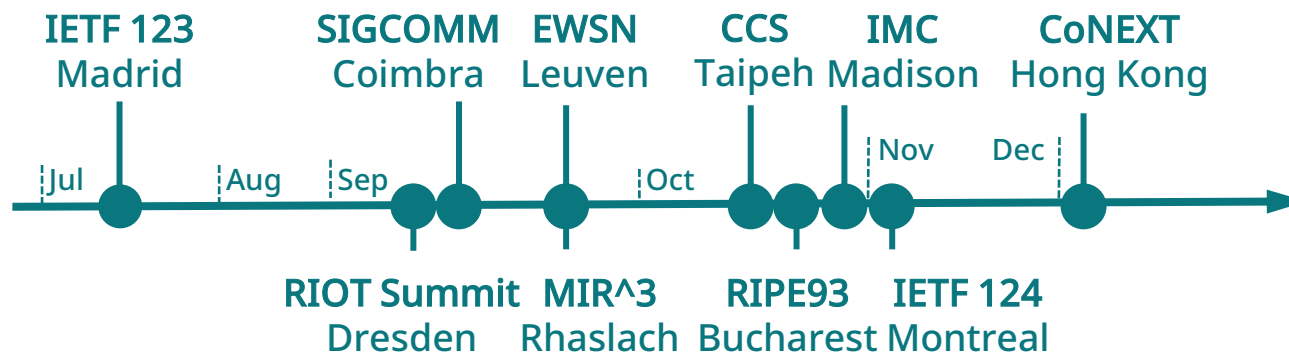 IETF 123
Madrid
SIGCOMM
Coimbra
EWSN
Leuven
CCS
Taipeh
IMC
Madison
CoNEXT
Hong Kong
Jul
Aug
Sep
Oct
Nov
Dec
RIOT Summit
Dresden
MIR^3
Rhaslach
RIPE93
Bucharest
IETF 124
Montreal